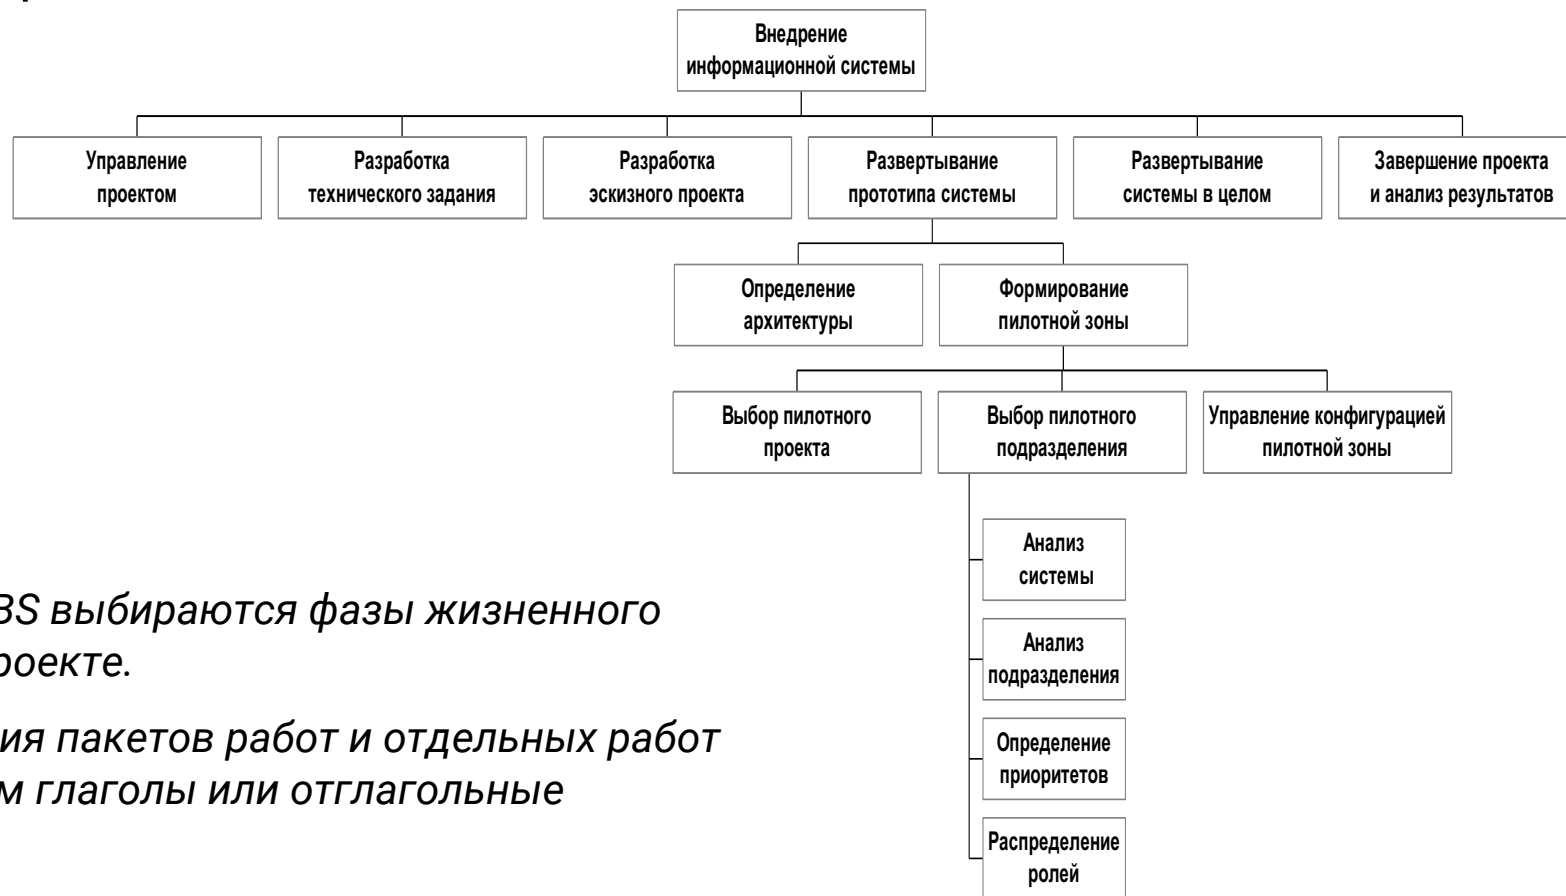 Внедрение
информационной системы
Управление
проектом
Разработка
технического задания
Разработка
эскизного проекта
Развертывание
прототипа системы
Развертывание
системы в целом
Завершение проекта
и анализ результатов
Определение
архитектуры
Формирование
пилотной зоны
Выбор пилотного
проекта
Выбор пилотного
подразделения
Управление конфигурацией
пилотной зоны
Анализ
системы
Анализ
подразделения
Определение
приоритетов
Распределение
ролей
BS выбираются фазы жизненного
роекте.
ия пакетов работ и отдельных работ
м глаголы или отглагольные